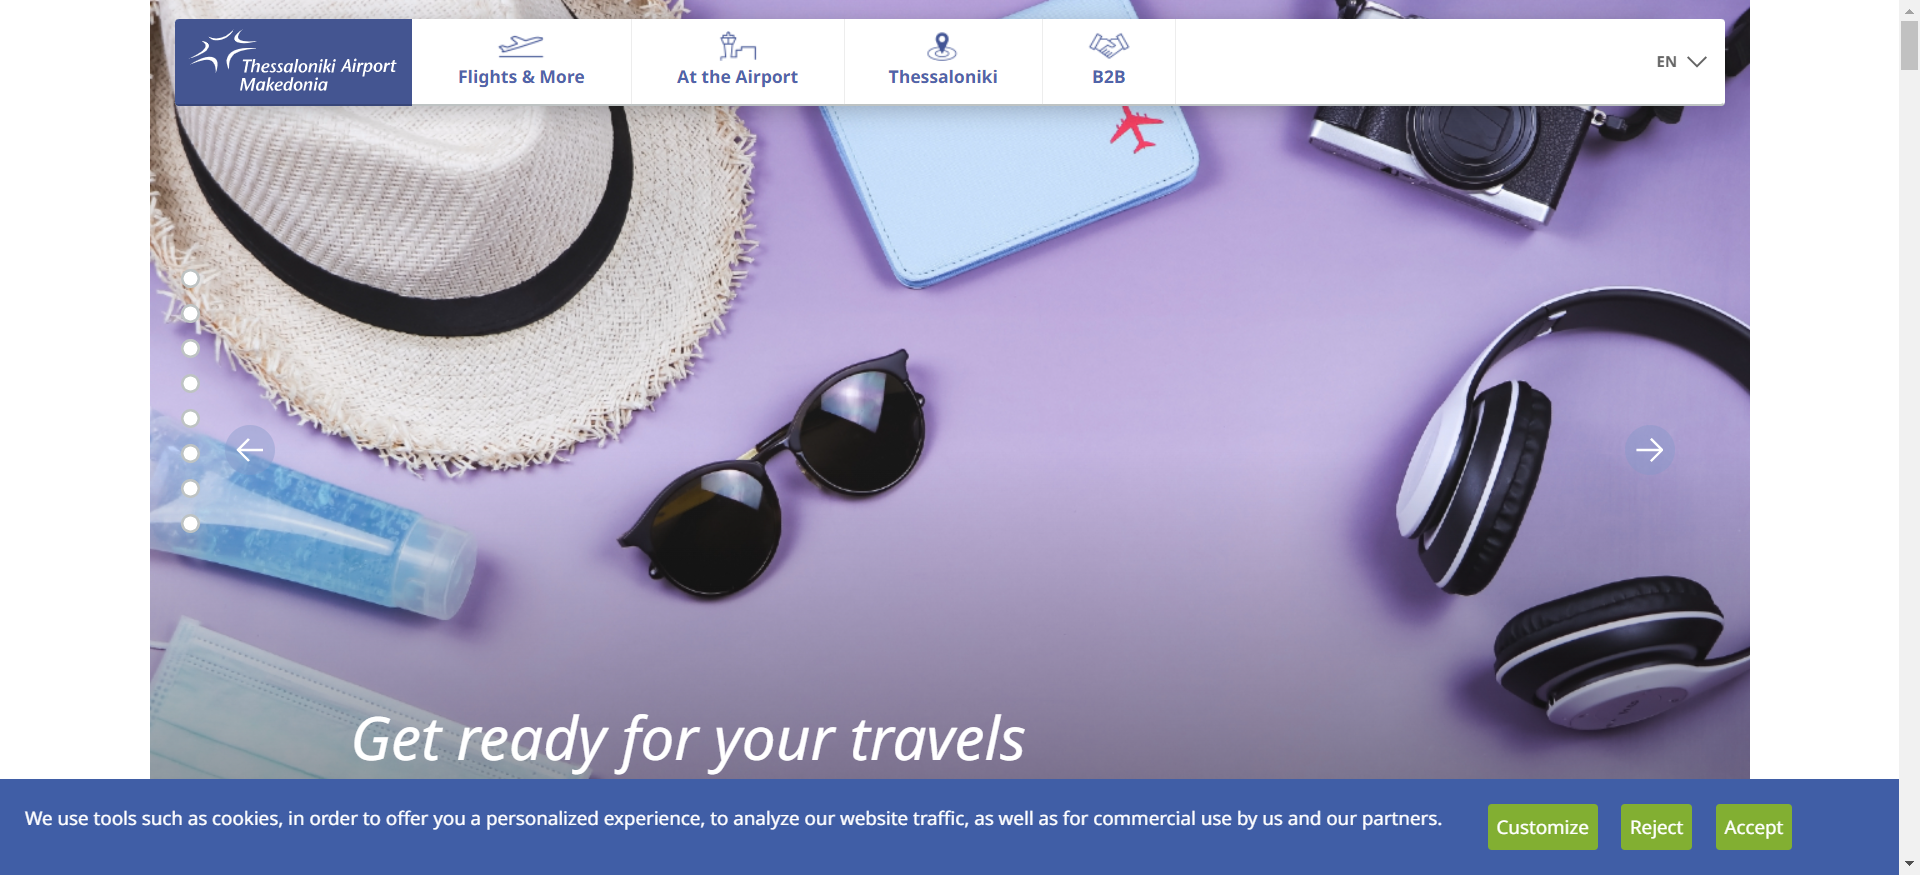 Thessaloniki Airport
Makedonia
Flights & More
At the Airport
Thessaloniki
B2B
EN
Get ready for your travels
We use tools such as cookies, in order to offer you a personalized experience, to analyze our website traffic, as well as for commercial use by us and our partners.
Customize
Reject
Accept